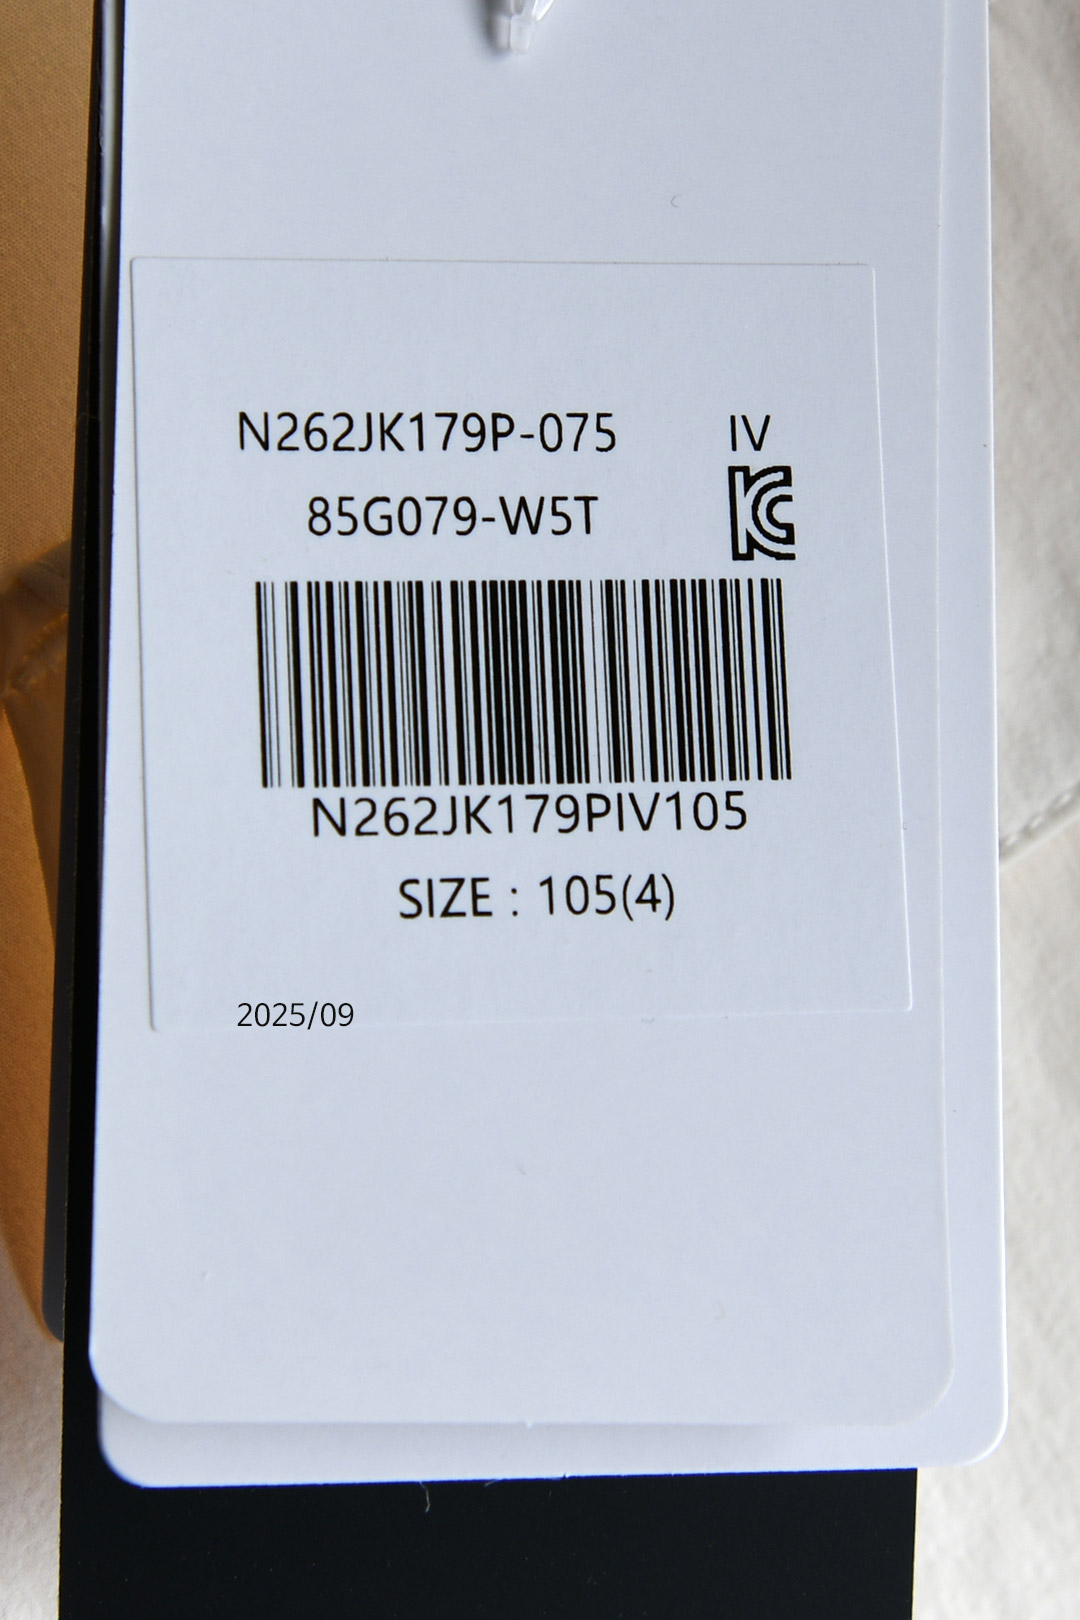 N262JK179P-075 IV
85G079-W5T
N262JK179PIV105
SIZE : 105(4)
2025/09